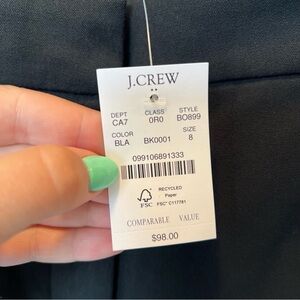 J.CREW
DEPT CLASS STYLE
CA7 0R0 BO899
COLOR SIZE
BLA BK0001 8
099106891333
FSC
RECYCLED
Paper
FSC® C117781
COMPARABLE VALUE
$98.00